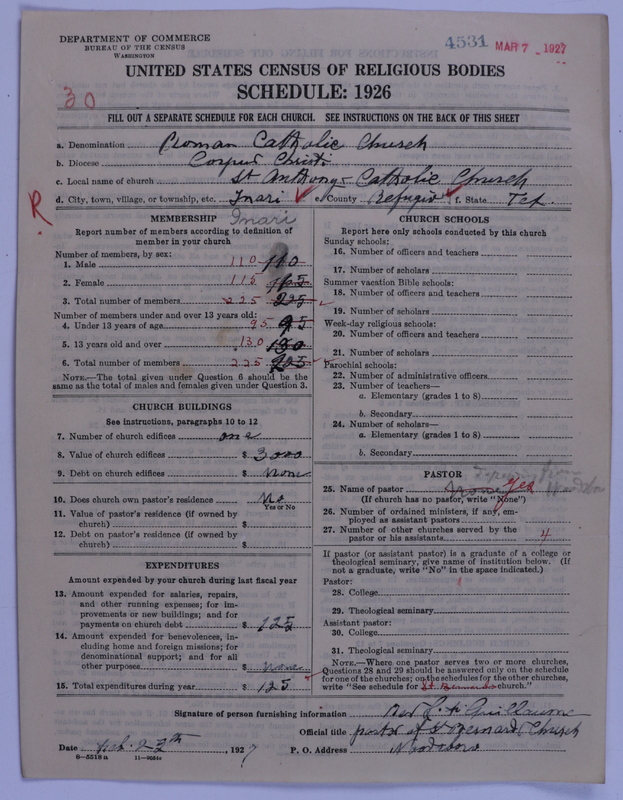 DEPARTMENT OF COMMERCE
BUREAU OF THE CENSUS
WASHINGTON
4531 MAR 7 - 1927
UNITED STATES CENSUS OF RELIGIOUS BODIES
SCHEDULE: 1926
30
FILL OUT A SEPARATE SCHEDULE FOR EACH CHURCH. SEE INSTRUCTIONS ON THE BACK OF THIS SHEET
a. Denomination Roman Catholic Church
b. Diocese Corpus Christi
c. Local name of church St Anthony Catholic Church
d. City, town, village, or township, etc. Inari e. County Refugio f. State Tex.
R
MEMBERSHIP
Inari
Report number of members according to definition of
member in your church
Number of members, by sex:
1. Male 110 110
2. Female 115 115
3. Total number of members 225 225
Number of members under and over 13 years old:
4. Under 13 years of age 95 95
5. 13 years old and over 130 130
6. Total number of members 225 225
NOTE.—The total given under Question 6 should be the
same as the total of males and females given under Question 3.
CHURCH BUILDINGS
See instructions, paragraphs 10 to 12
7. Number of church edifices one
8. Value of church edifices $ 3000
9. Debt on church edifices $ none
10. Does church own pastor's residence No
Yes or No
11. Value of pastor's residence (if owned by
church) $
12. Debt on pastor's residence (if owned by
church) $
EXPENDITURES
Amount expended by your church during last fiscal year
13. Amount expended for salaries, repairs,
and other running expenses; for im-
provements or new buildings; and for
payments on church debt $ 125
14. Amount expended for benevolences, in-
cluding home and foreign missions; for
denominational support; and for all
other purposes $ none
15. Total expenditures during year $ 125
CHURCH SCHOOLS
Report here only schools conducted by this church
Sunday schools:
16. Number of officers and teachers
17. Number of scholars
Summer vacation Bible schools:
18. Number of officers and teachers
19. Number of scholars
Week-day religious schools:
20. Number of officers and teachers
21. Number of scholars
Parochial schools:
22. Number of administrative officers
23. Number of teachers—
a. Elementary (grades 1 to 8)
b. Secondary
24. Number of scholars—
a. Elementary (grades 1 to 8)
b. Secondary
PASTOR
from
25. Name of pastor None Yes Woodsboro
(If church has no pastor, write "None")
26. Number of ordained ministers, if any, em-
ployed as assistant pastors
27. Number of other churches served by the
pastor or his assistants 4
If pastor (or assistant pastor) is a graduate of a college or
theological seminary, give name of institution below. (If
not a graduate, write "No" in the space indicated.)
Pastor:
28. College
29. Theological seminary
Assistant pastor:
30. College
31. Theological seminary
NOTE.—Where one pastor serves two or more churches,
Questions 28 and 29 should be answered only on the schedule
for one of the churches; on the schedules for the other churches,
write "See schedule for St. Bernards church."
Signature of person furnishing information Rev
Official title pastor of St Bernard Church
Date Feb. 27th, 1927 P. O. Address Woodsboro
8—5518a 11—9034c